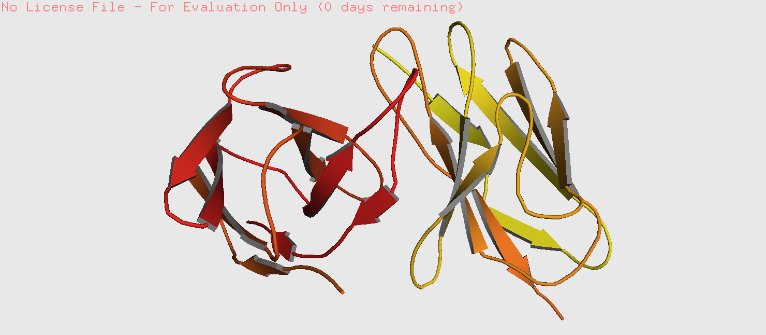 No License File - For Evaluation Only (0 days remaining)